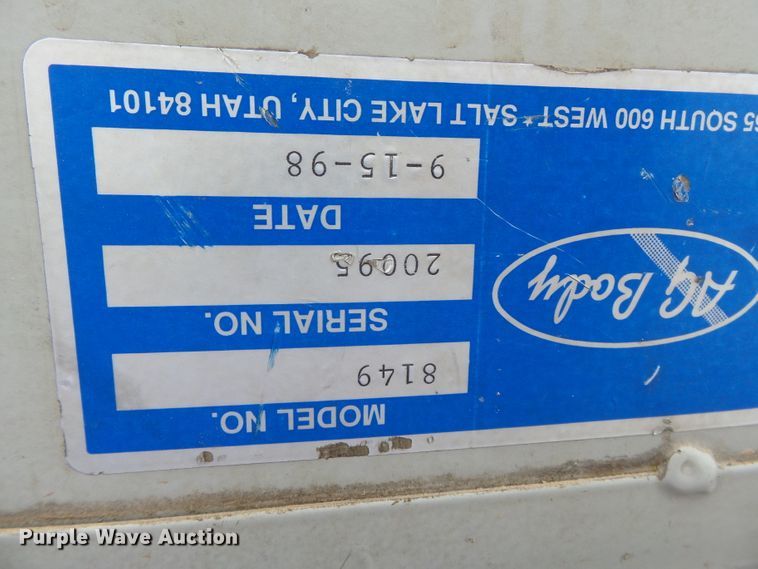 AG Body
MODEL NO.
8149
SERIAL NO.
20095
DATE
9-15-98
65 SOUTH 600 WEST ★ SALT LAKE CITY, UTAH 84101
Purple Wave Auction